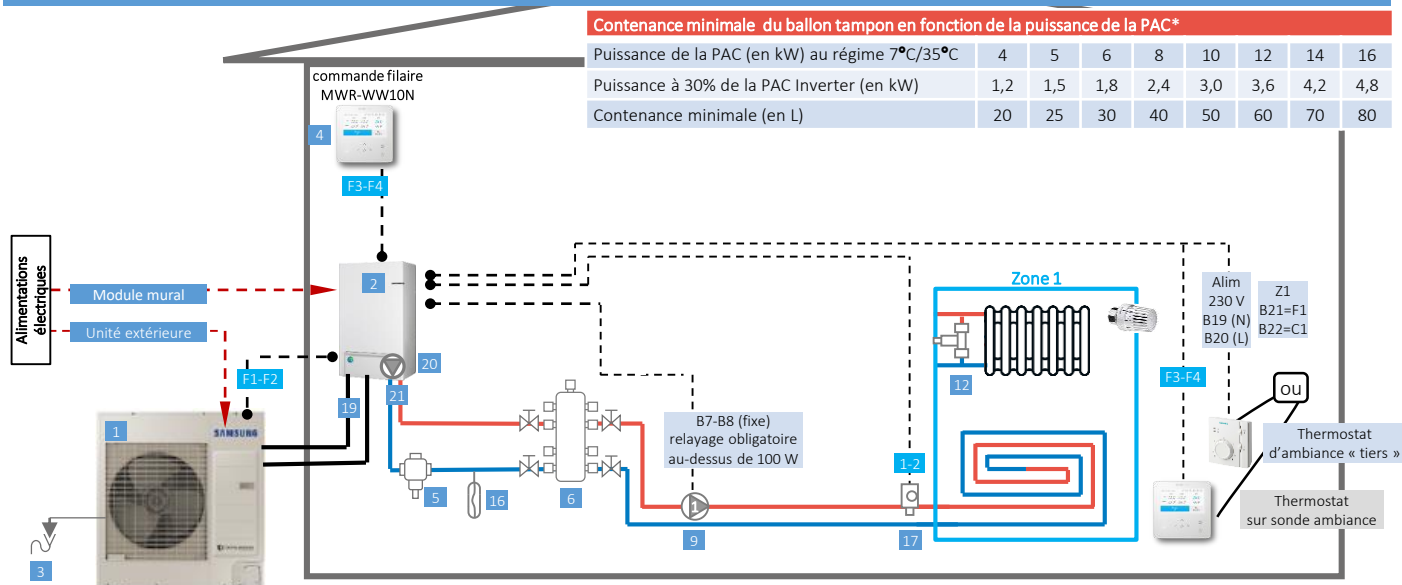 Contenance minimale du ballon tampon en fonction de la puissance de la PAC*
Puissance de la PAC (en kW) au régime 7°C/35°C 4 5 6 8 10 12 14 16
Puissance à 30% de la PAC Inverter (en kW) 1,2 1,5 1,8 2,4 3,0 3,6 4,2 4,8
Contenance minimale (en L) 20 25 30 40 50 60 70 80
commande filaire
MWR-WW10N
4
F3-F4
Alimentations
électriques
Module mural
Unité extérieure
F1-F2
2
20
21
19
1
SAMSUNG
3
5
16
6
B7-B8 (fixe)
relayage obligatoire
au-dessus de 100 W
1
9
1-2
17
Zone 1
12
Alim
230 V
B19 (N)
B20 (L)
Z1
B21=F1
B22=C1
F3-F4
ou
Thermostat
d'ambiance « tiers »
Thermostat
sur sonde ambiance